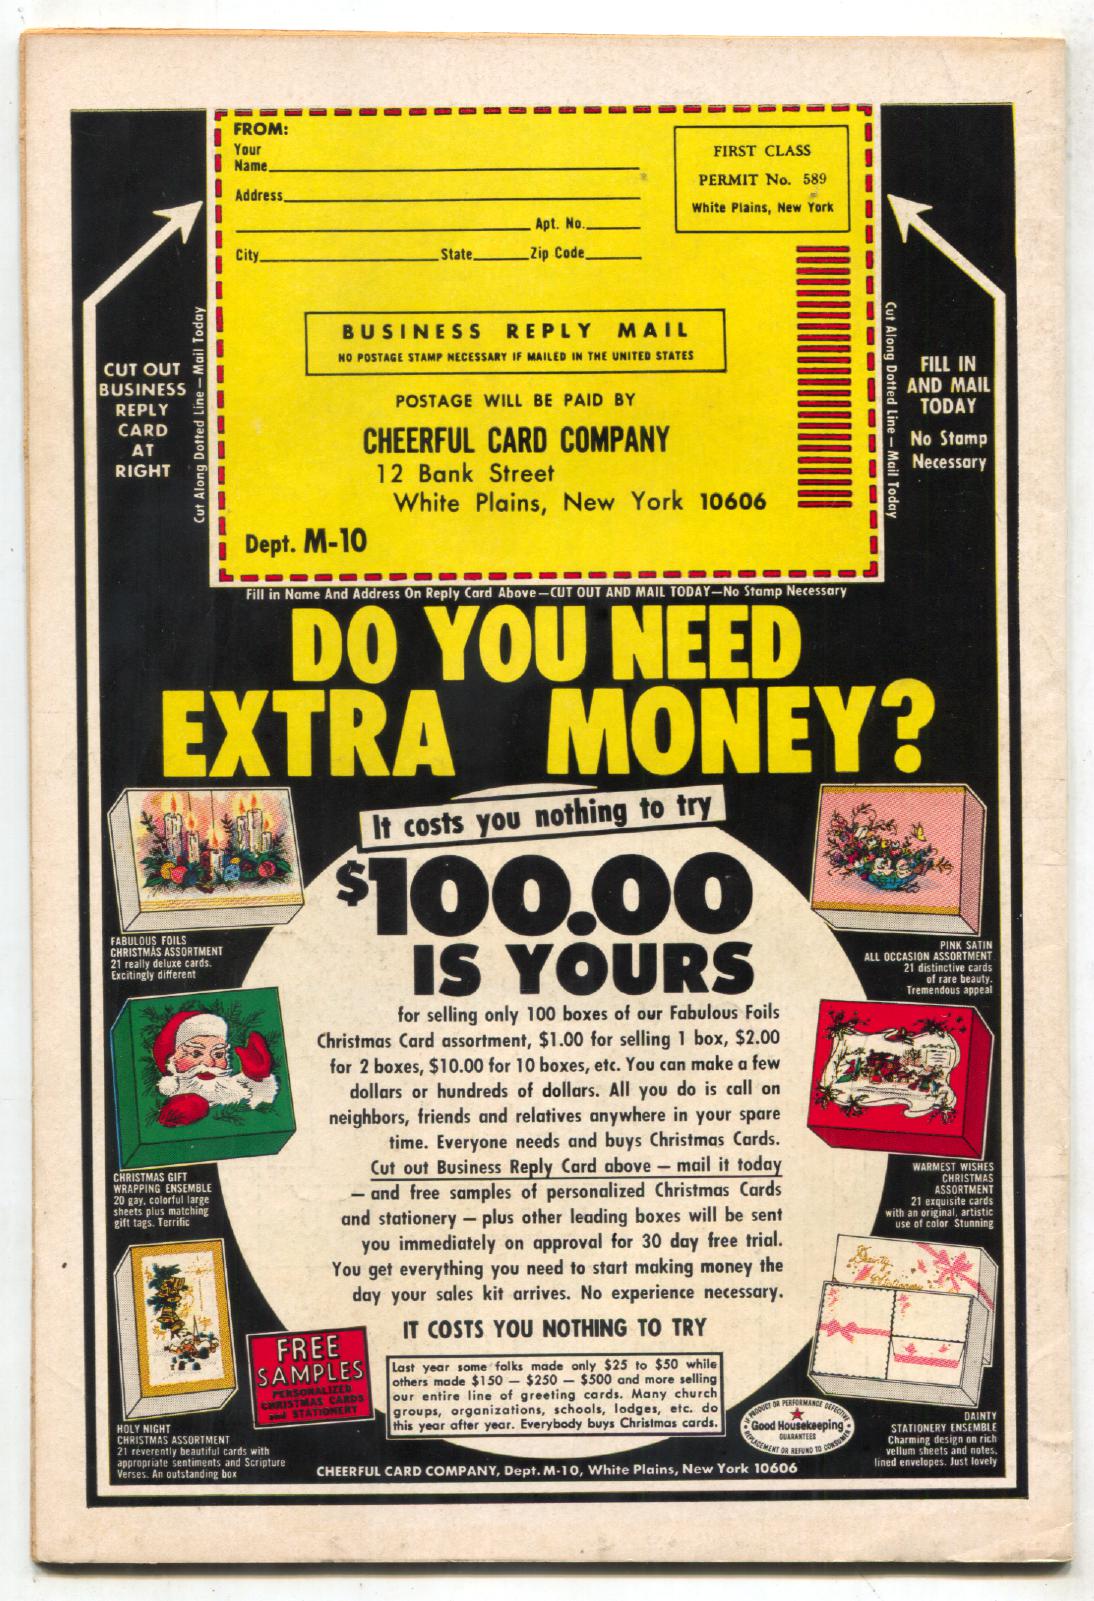 FROM:
Your
Name
Address
Apt. No.
City State Zip Code
FIRST CLASS
PERMIT No. 589
White Plains, New York
BUSINESS REPLY MAIL
NO POSTAGE STAMP NECESSARY IF MAILED IN THE UNITED STATES
POSTAGE WILL BE PAID BY
CHEERFUL CARD COMPANY
12 Bank Street
White Plains, New York 10606
Dept. M-10
CUT OUT
BUSINESS
REPLY
CARD
AT
RIGHT
Cut Along Dotted Line — Mail Today
Cut Along Dotted Line — Mail Today
FILL IN
AND MAIL
TODAY
No Stamp
Necessary
Fill in Name And Address On Reply Card Above—CUT OUT AND MAIL TODAY—No Stamp Necessary
DO YOU NEED
EXTRA MONEY?
It costs you nothing to try
$100.00
IS YOURS
for selling only 100 boxes of our Fabulous Foils
Christmas Card assortment, $1.00 for selling 1 box, $2.00
for 2 boxes, $10.00 for 10 boxes, etc. You can make a few
dollars or hundreds of dollars. All you do is call on
neighbors, friends and relatives anywhere in your spare
time. Everyone needs and buys Christmas Cards.
Cut out Business Reply Card above — mail it today
— and free samples of personalized Christmas Cards
and stationery — plus other leading boxes will be sent
you immediately on approval for 30 day free trial.
You get everything you need to start making money the
day your sales kit arrives. No experience necessary.
IT COSTS YOU NOTHING TO TRY
Last year some folks made only $25 to $50 while
others made $150 — $250 — $500 and more selling
our entire line of greeting cards. Many church
groups, organizations, schools, lodges, etc. do
this year after year. Everybody buys Christmas cards.
FABULOUS FOILS
CHRISTMAS ASSORTMENT
21 really deluxe cards.
Excitingly different
CHRISTMAS GIFT
WRAPPING ENSEMBLE
20 gay, colorful large
sheets plus matching
gift tags. Terrific
HOLY NIGHT
CHRISTMAS ASSORTMENT
21 reverently beautiful cards with
appropriate sentiments and Scripture
Verses. An outstanding box
FREE
SAMPLES
PERSONALIZED
CHRISTMAS CARDS
and STATIONERY
PINK SATIN
ALL OCCASION ASSORTMENT
21 distinctive cards
of rare beauty.
Tremendous appeal
WARMEST WISHES
CHRISTMAS
ASSORTMENT
21 exquisite cards
with an original, artistic
use of color Stunning
Dainty
Stationery
DAINTY
STATIONERY ENSEMBLE
Charming design on rich
vellum sheets and notes,
lined envelopes. Just lovely
IF PRODUCT OR PERFORMANCE DEFECTIVE
Good Housekeeping
GUARANTEES
REPLACEMENT OR REFUND TO CONSUMER
CHEERFUL CARD COMPANY, Dept. M-10, White Plains, New York 10606